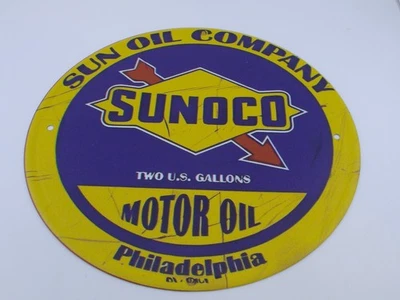 SUN OIL COMPANY
SUNOCO
TWO U.S. GALLONS
MOTOR OIL
Philadelphia